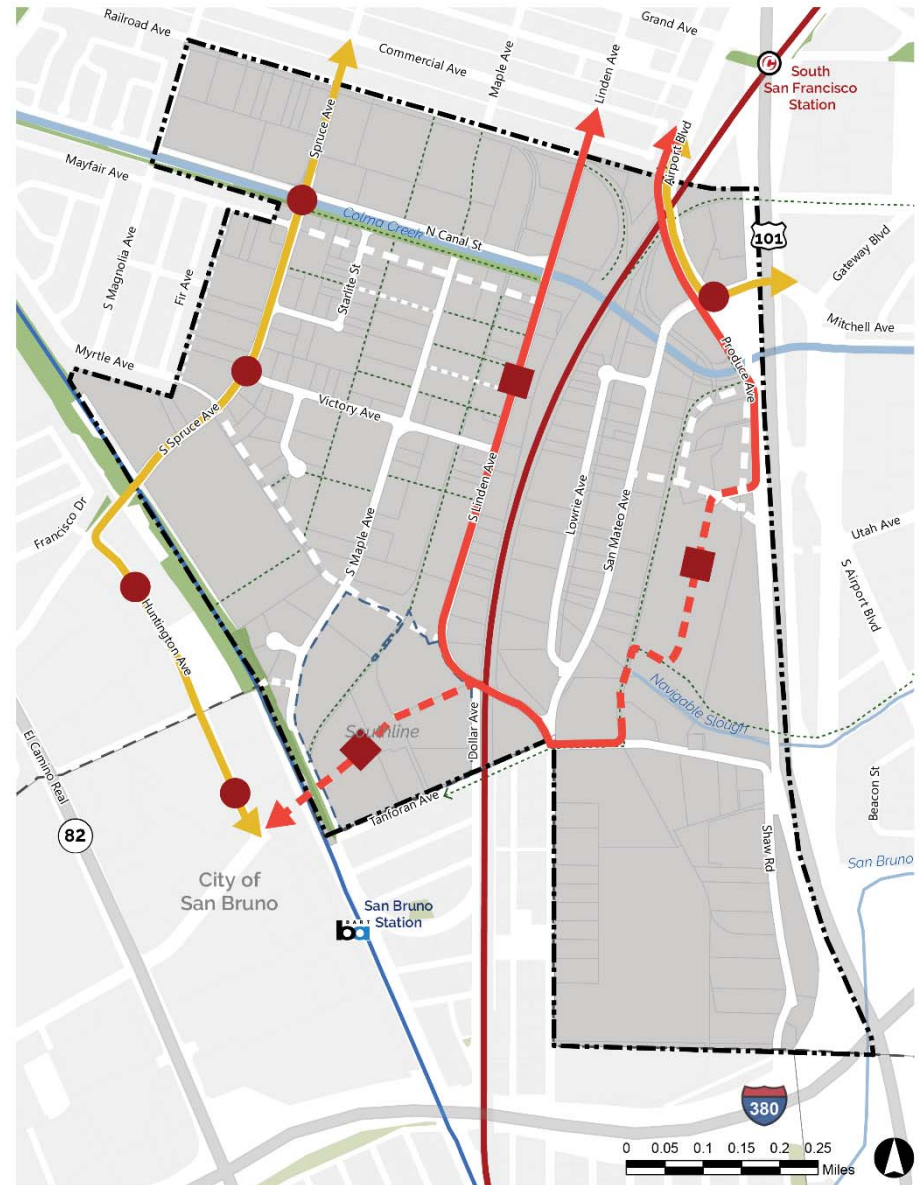 Railroad Ave
Grand Ave
Commercial Ave
Maple Ave
Linden Ave
South
San Francisco
Station
Spruce Ave
Airport Blvd
Mayfair Ave
Colma Creek
N Canal St
101
Gateway Blvd
S Magnolia Ave
Fir Ave
Starlite St
Mitchell Ave
Produce Ave
Myrtle Ave
Victory Ave
S Spruce Ave
S Linden Ave
Lowrie Ave
San Mateo Ave
Francisco Dr
S Maple Ave
Utah Ave
S Airport Blvd
Huntington Ave
Navigable Slough
El Camino Real
Southline
Dollar Ave
Beacon St
Tanforan Ave
82
Shaw Rd
City of
San Bruno
San Bruno
San Bruno
Station
BART
ba
380
0 0.05 0.1 0.15 0.2 0.25
Miles